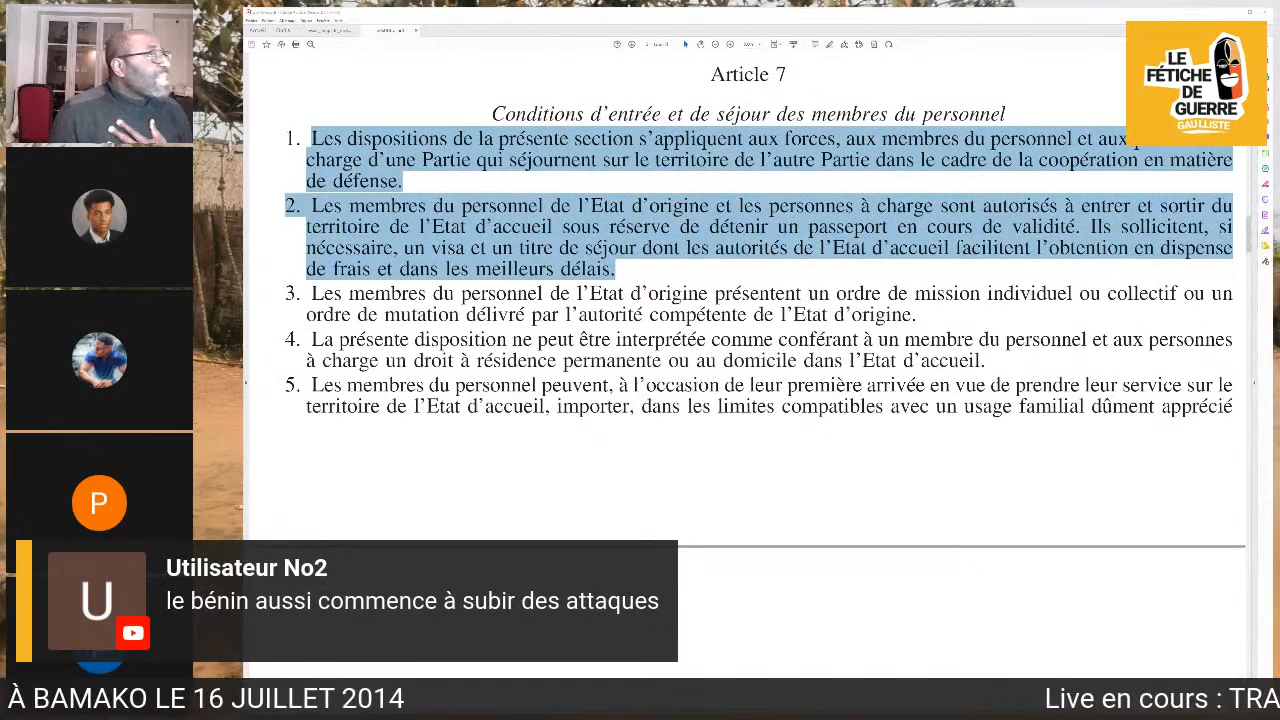 LE
FÉTICHE
DE
GUERRE
GAULLISTE
Article 7
Conditions d’entrée et de séjour des membres du personnel
1. Les dispositions de la présente section s’appliquent aux forces, aux membres du personnel et aux
charge d’une Partie qui séjournent sur le territoire de l’autre Partie dans le cadre de la coopération en matière
de défense.
2. Les membres du personnel de l’Etat d’origine et les personnes à charge sont autorisés à entrer et sortir du
territoire de l’Etat d’accueil sous réserve de détenir un passeport en cours de validité. Ils sollicitent, si
nécessaire, un visa et un titre de séjour dont les autorités de l’Etat d’accueil facilitent l’obtention en dispense
de frais et dans les meilleurs délais.
3. Les membres du personnel de l’Etat d’origine présentent un ordre de mission individuel ou collectif ou un
ordre de mutation délivré par l’autorité compétente de l’Etat d’origine.
4. La présente disposition ne peut être interprétée comme conférant à un membre du personnel et aux personnes
à charge un droit à résidence permanente ou au domicile dans l’Etat d’accueil.
5. Les membres du personnel peuvent, à l’occasion de leur première arrivée en vue de prendre leur service sur le
territoire de l’Etat d’accueil, importer, dans les limites compatibles avec un usage familial dûment apprécié
P
U
Utilisateur No2
le bénin aussi commence à subir des attaques
À BAMAKO LE 16 JUILLET 2014
Live en cours : TRA